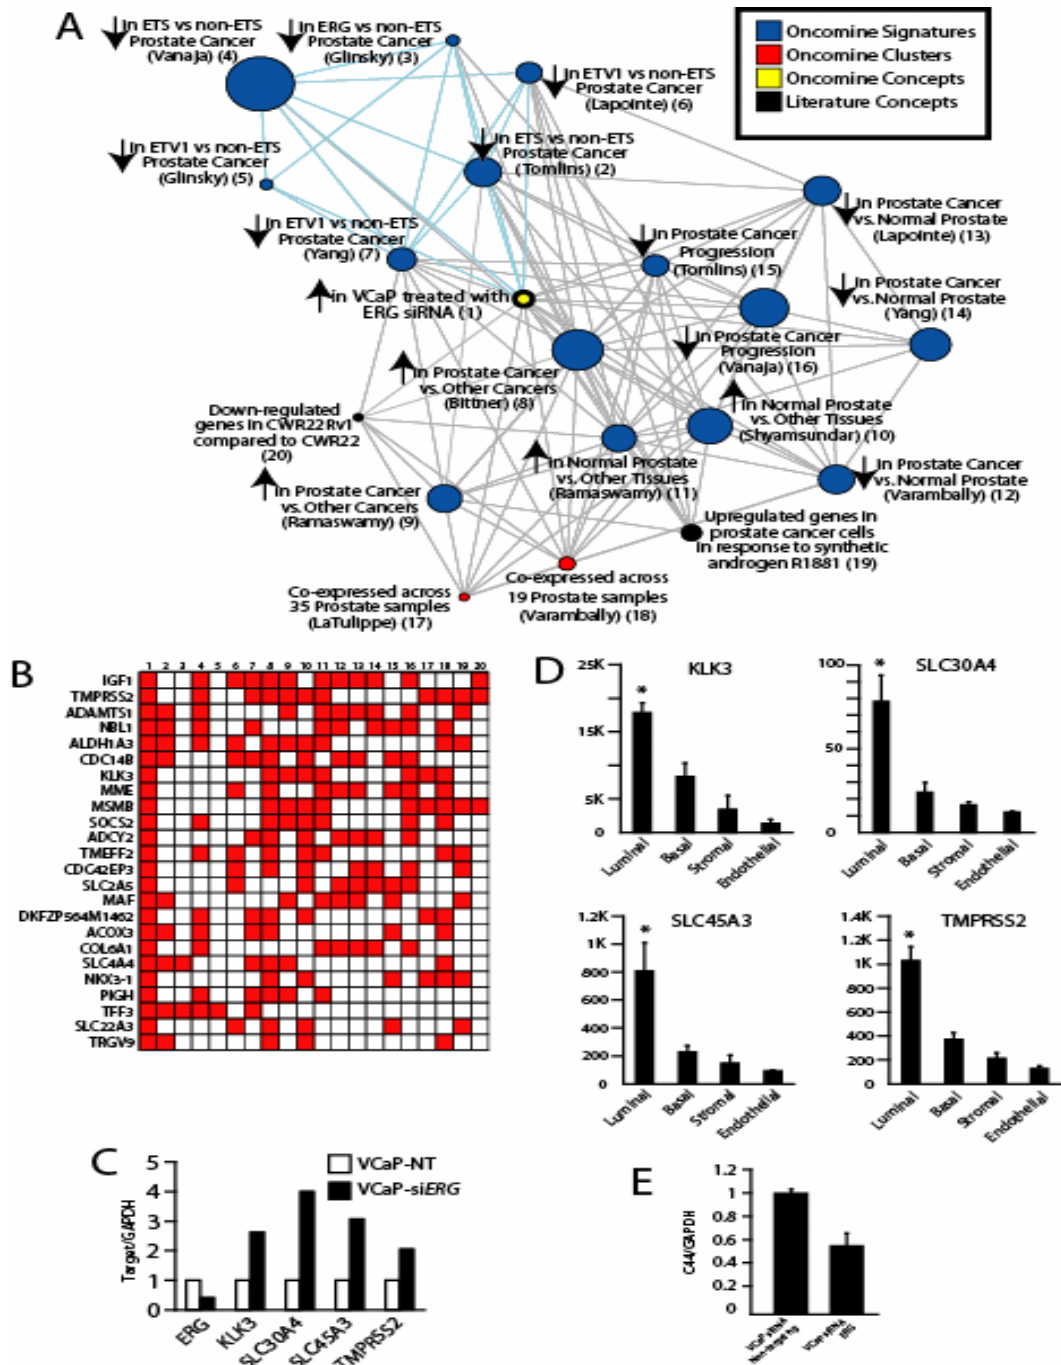 A
in ETS vs non-ETS
Prostate Cancer
(Vanaja) (4)
in ERG vs non-ETS
Prostate Cancer
(Glinsky) (3)
in ETV1 vs non-ETS
Prostate Cancer
(Lapointe) (6)
Oncomine Signatures
Oncomine Clusters
Oncomine Concepts
Literature Concepts
in ETV1 vs non-ETS
Prostate Cancer
(Glinsky) (5)
in ETS vs non-ETS
Prostate Cancer
(Tomlins) (2)
in ETV1 vs non-ETS
Prostate Cancer
(Yang) (7)
in Prostate Cancer
vs. Normal Prostate
(Lapointe) (13)
in Prostate Cancer
Progression
(Tomlins) (15)
in VCaP treated with
ERG siRNA (1)
in Prostate Cancer
vs. Normal Prostate
(Yang) (14)
in Prostate Cancer
Progression
(Vanaja) (16)
in Prostate Cancer
vs. Other Cancers
(Bittner) (8)
Down-regulated
genes in CWR22Rv1
compared to CWR22
(20)
in Normal Prostate
vs. Other Tissues
(Shyamsundar) (10)
in Normal Prostate
vs. Other Tissues
(Ramaswamy) (11)
in Prostate Cancer
vs. Normal Prostate
(Varambally) (12)
in Prostate Cancer
vs. Other Cancers
(Ramaswamy) (9)
Upregulated genes in
prostate cancer cells
in response to synthetic
androgen R1881 (19)
Co-expressed across
35 Prostate samples
(LaTulippe) (17)
Co-expressed across
19 Prostate samples
(Varambally) (18)
B
1 2 3 4 5 6 7 8 9 10 11 12 13 14 15 16 17 18 19 20
IGF1
TMPRSS2
ADAMTS1
NBL1
ALDH1A3
CDC14B
KLK3
MME
MSMB
SOCS2
ADCY2
TMEFF2
CDC42EP3
SLC2A5
MAF
DKFZP564M1462
ACOX3
COL6A1
SLC4A4
NKX3-1
PIGH
TFF3
SLC22A3
TRGV9
C
5
4
3
2
1
0
Target/GAPDH
VCaP-NT
VCaP-siERG
ERG
KLK3
SLC30A4
SLC45A3
TMPRSS2
D
KLK3
25K
15K
5K
0
*
Luminal
Basal
Stromal
Endothelial
SLC30A4
100
50
0
*
Luminal
Basal
Stromal
Endothelial
SLC45A3
1.2K
1K
800
600
400
200
0
*
Luminal
Basal
Stromal
Endothelial
TMPRSS2
1.4K
1.2K
1K
800
600
400
200
0
*
Luminal
Basal
Stromal
Endothelial
E
1.2
1
0.8
0.6
0.4
0.2
0
C44/GAPDH
VCaP siRNA
Non-targeting
VCaP siRNA
ERG